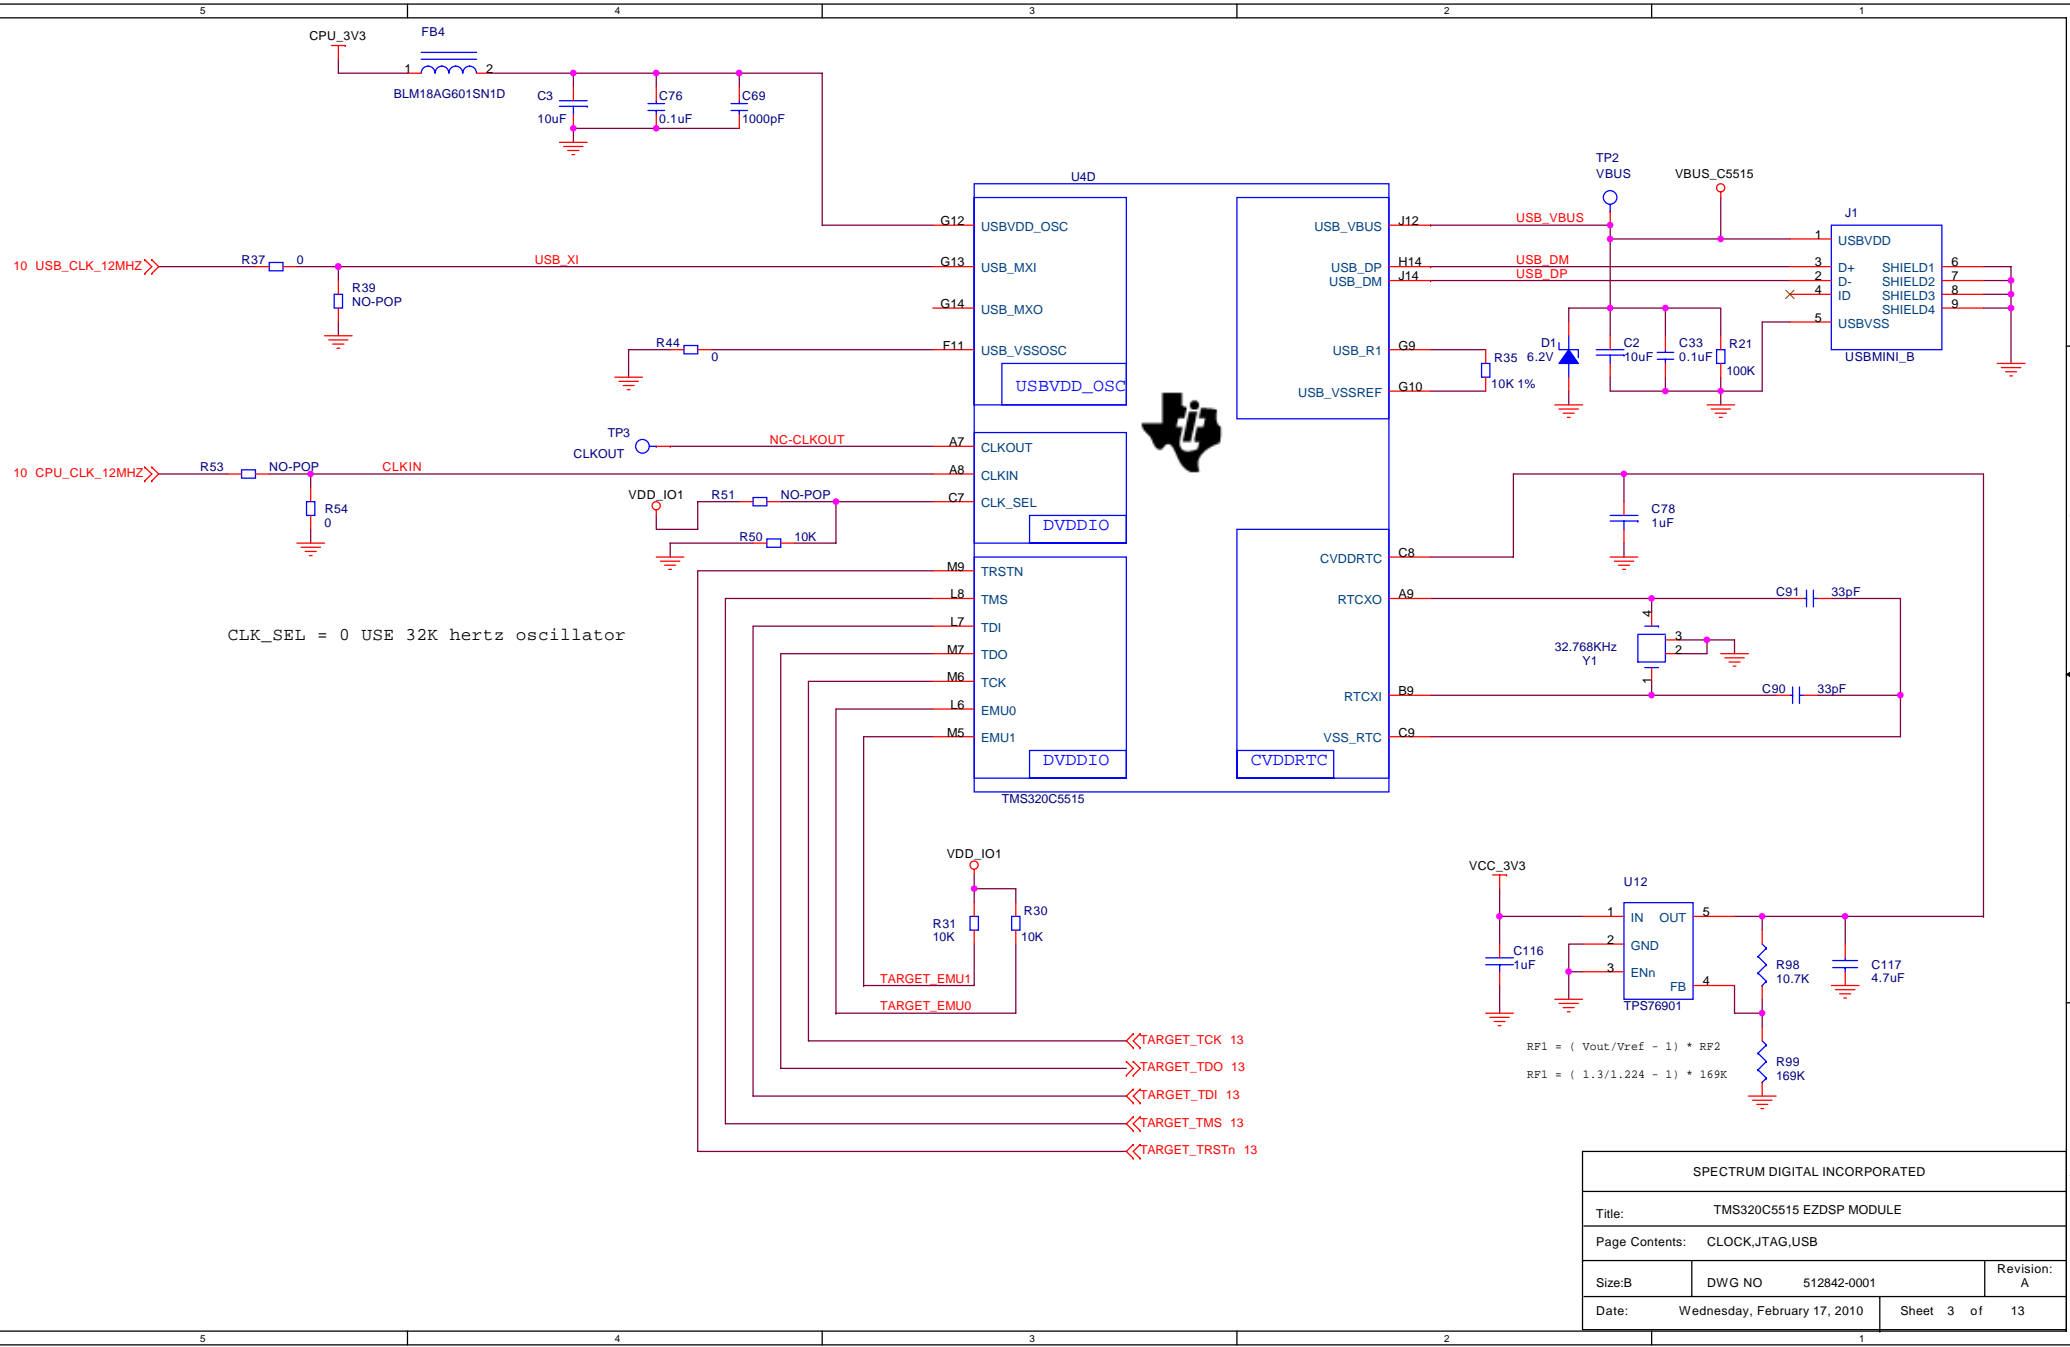 5 4 3 2 1
CPU_3V3
FB4
1 2
BLM18AG601SN1D
C3
10uF
C76
0.1uF
C69
1000pF
10 USB_CLK_12MHZ
R37 0
USB_XI
R39
NO-POP
R44
0
TP3
CLKOUT
NC-CLKOUT
10 CPU_CLK_12MHZ
R53 NO-POP
CLKIN
R54
0
VDD_IO1
R51 NO-POP
R50 10K
CLK_SEL = 0 USE 32K hertz oscillator
U4D
G12 USBVDD_OSC
G13 USB_MXI
G14 USB_MXO
F11 USB_VSSOSC
USBVDD_OSC
A7 CLKOUT
A8 CLKIN
C7 CLK_SEL
DVDDIO
M9 TRSTN
L8 TMS
L7 TDI
M7 TDO
M6 TCK
L6 EMU0
M5 EMU1
DVDDIO
TMS320C5515
USB_VBUS J12
USB_DP H14
USB_DM J14
USB_R1 G9
USB_VSSREF G10
CVDDRTC C8
RTCXO A9
RTCXI B9
VSS_RTC C9
CVDDRTC
ti
USB_VBUS
USB_DM
USB_DP
R35
10K 1%
TP2
VBUS
VBUS_C5515
D1
6.2V
C2
10uF
C33
0.1uF
R21
100K
J1
1 USBVDD
3 D+
2 D-
4 ID
5 USBVSS
SHIELD1 6
SHIELD2 7
SHIELD3 8
SHIELD4 9
USBMINI_B
C78
1uF
C91 33pF
4
3
2
1
32.768KHz
Y1
C90 33pF
VDD_IO1
R31
10K
R30
10K
TARGET_EMU1
TARGET_EMU0
TARGET_TCK 13
TARGET_TDO 13
TARGET_TDI 13
TARGET_TMS 13
TARGET_TRSTn 13
VCC_3V3
C116
1uF
U12
1 IN OUT 5
2 GND
3 ENn
FB 4
TPS76901
R98
10.7K
C117
4.7uF
R99
169K
RF1 = ( Vout/Vref - 1) * RF2
RF1 = ( 1.3/1.224 - 1) * 169K
SPECTRUM DIGITAL INCORPORATED
Title: TMS320C5515 EZDSP MODULE
Page Contents: CLOCK,JTAG,USB
Size:B DWG NO 512842-0001 Revision: A
Date: Wednesday, February 17, 2010 Sheet 3 of 13
5 4 3 2 1